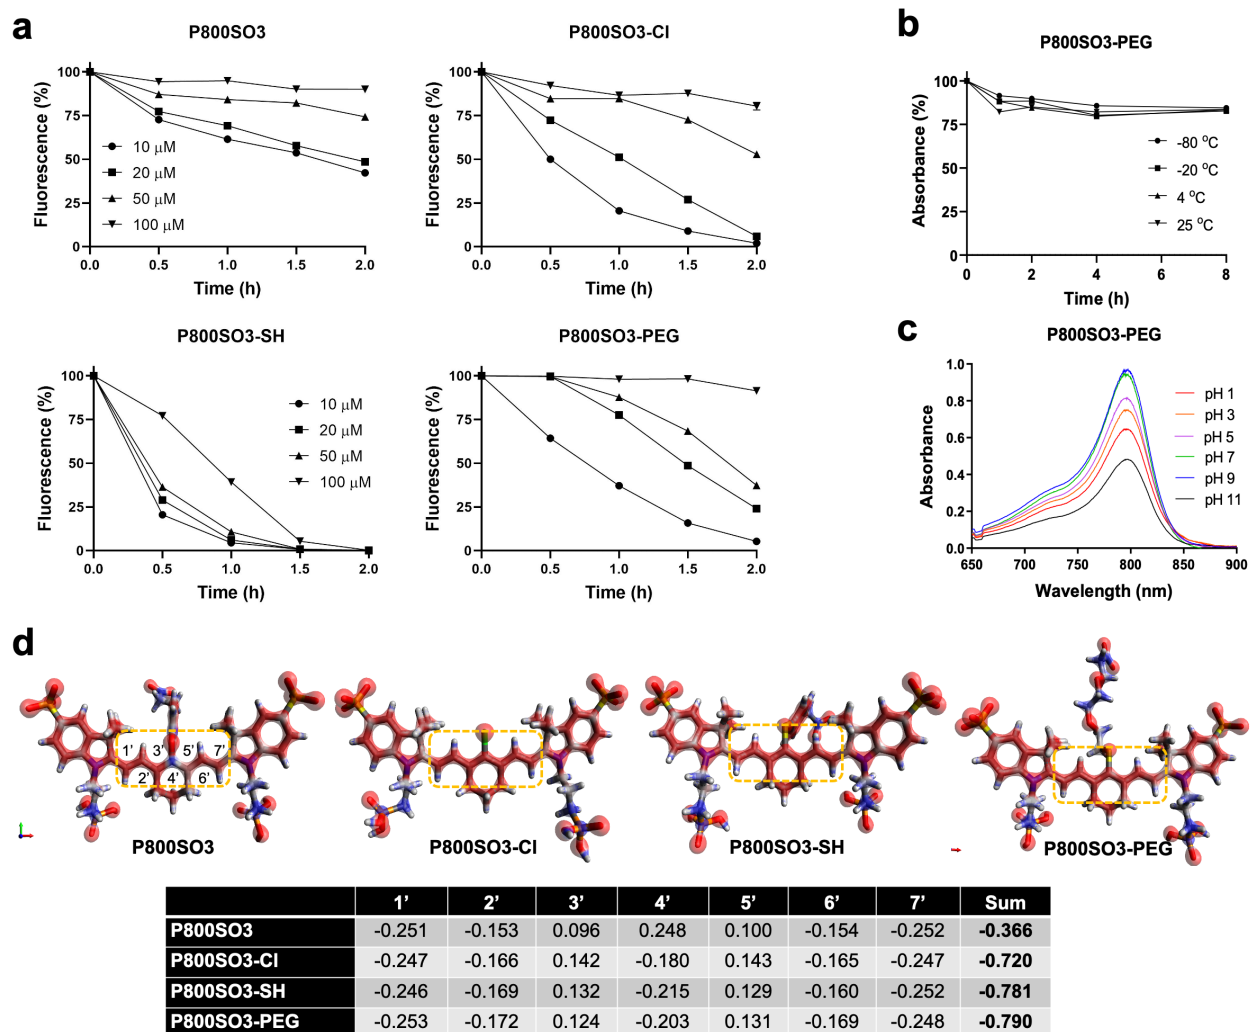 a
P800SO3
Fluorescence (%)
100
75
50
25
0
10 μM
20 μM
50 μM
100 μM
0.0 0.5 1.0 1.5 2.0
Time (h)
P800SO3-Cl
Fluorescence (%)
100
75
50
25
0
0.0 0.5 1.0 1.5 2.0
Time (h)
b
P800SO3-PEG
Absorbance (%)
100
75
50
25
0
-80 °C
-20 °C
4 °C
25 °C
0 2 4 6 8
Time (h)
P800SO3-SH
Fluorescence (%)
100
75
50
25
0
10 μM
20 μM
50 μM
100 μM
0.0 0.5 1.0 1.5 2.0
Time (h)
P800SO3-PEG
Fluorescence (%)
100
75
50
25
0
0.0 0.5 1.0 1.5 2.0
Time (h)
c
P800SO3-PEG
Absorbance
1.0
0.8
0.6
0.4
0.2
0.0
pH 1
pH 3
pH 5
pH 7
pH 9
pH 11
650 700 750 800 850 900
Wavelength (nm)
d
1' 3' 5' 7'
2' 4' 6'
P800SO3
P800SO3-Cl
P800SO3-SH
P800SO3-PEG
1' 2' 3' 4' 5' 6' 7' Sum
P800SO3 -0.251 -0.153 0.096 0.248 0.100 -0.154 -0.252 -0.366
P800SO3-Cl -0.247 -0.166 0.142 -0.180 0.143 -0.165 -0.247 -0.720
P800SO3-SH -0.246 -0.169 0.132 -0.215 0.129 -0.160 -0.252 -0.781
P800SO3-PEG -0.253 -0.172 0.124 -0.203 0.131 -0.169 -0.248 -0.790